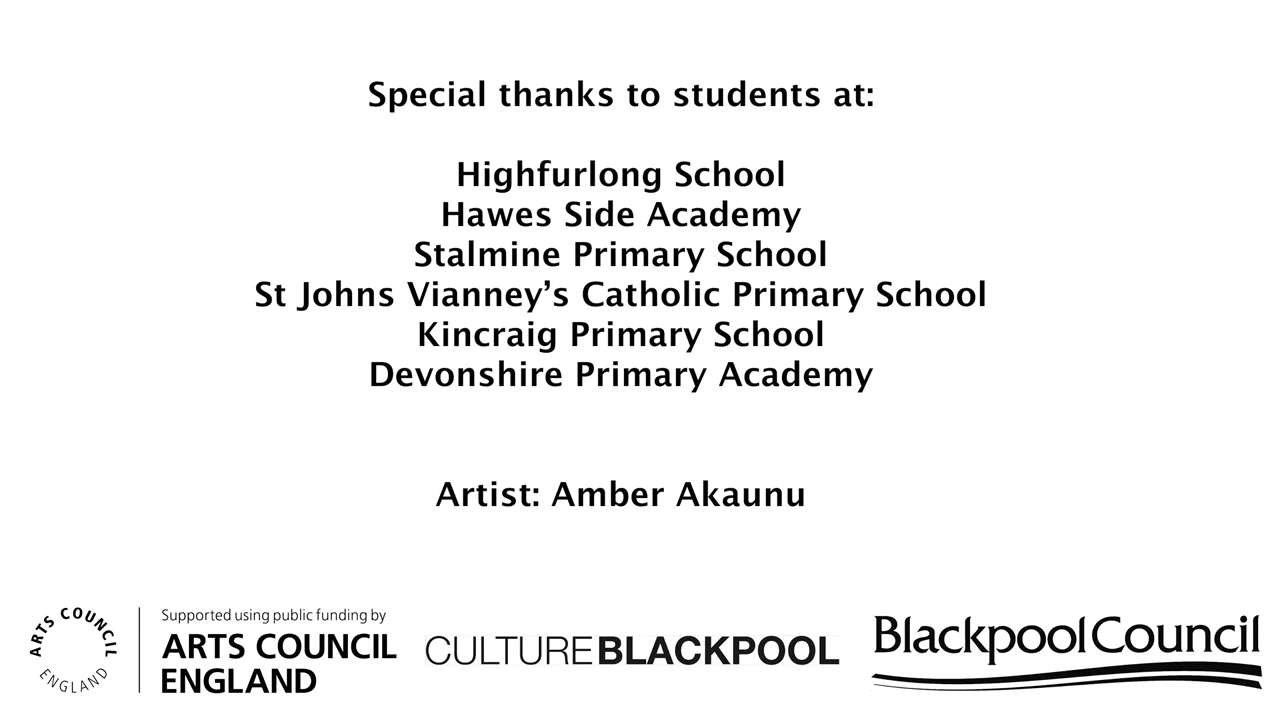 Special thanks to students at:
Highfurlong School
Hawes Side Academy
Stalmine Primary School
St Johns Vianney’s Catholic Primary School
Kincraig Primary School
Devonshire Primary Academy
Artist: Amber Akaunu
ARTS COUNCIL ENGLAND
Supported using public funding by
ARTS COUNCIL
ENGLAND
CULTUREBLACKPOOL
BlackpoolCouncil